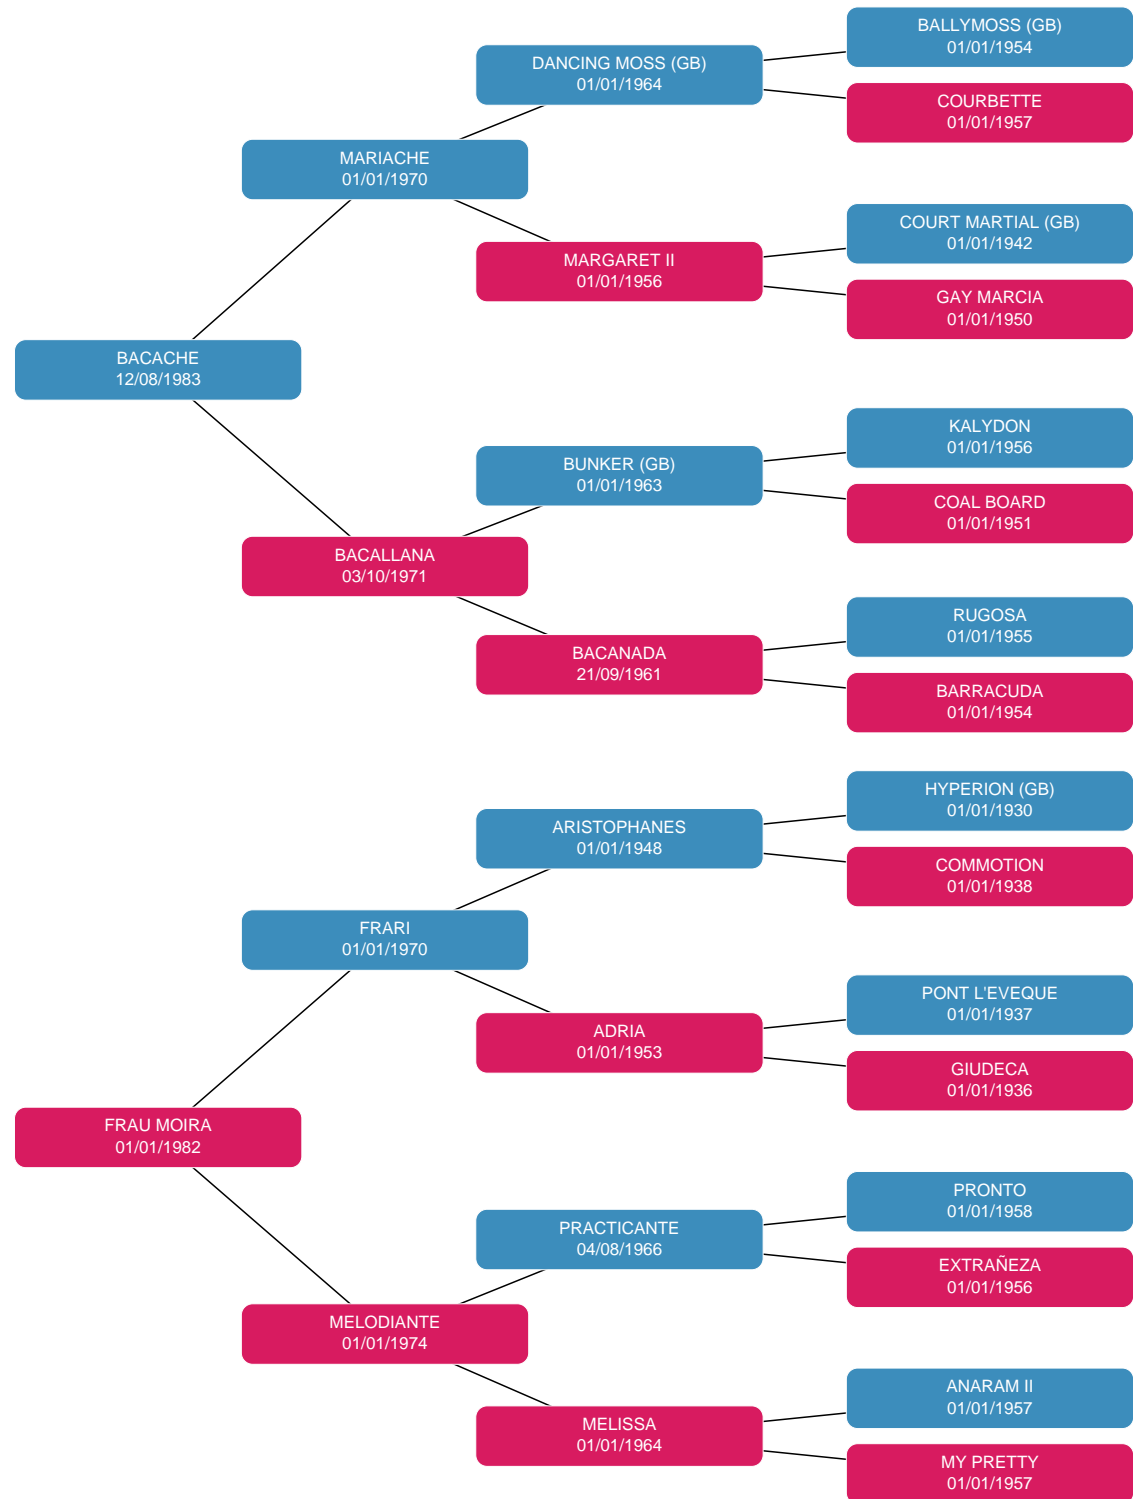 BALLYMOSS (GB)
01/01/1954
DANCING MOSS (GB)
01/01/1964
COURBETTE
01/01/1957
MARIACHE
01/01/1970
COURT MARTIAL (GB)
01/01/1942
MARGARET II
01/01/1956
GAY MARCIA
01/01/1950
BACACHE
12/08/1983
KALYDON
01/01/1956
BUNKER (GB)
01/01/1963
COAL BOARD
01/01/1951
BACALLANA
03/10/1971
RUGOSA
01/01/1955
BACANADA
21/09/1961
BARRACUDA
01/01/1954
HYPERION (GB)
01/01/1930
ARISTOPHANES
01/01/1948
COMMOTION
01/01/1938
FRARI
01/01/1970
PONT L'EVEQUE
01/01/1937
ADRIA
01/01/1953
GIUDECA
01/01/1936
FRAU MOIRA
01/01/1982
PRONTO
01/01/1958
PRACTICANTE
04/08/1966
EXTRAÑEZA
01/01/1956
MELODIANTE
01/01/1974
ANARAM II
01/01/1957
MELISSA
01/01/1964
MY PRETTY
01/01/1957